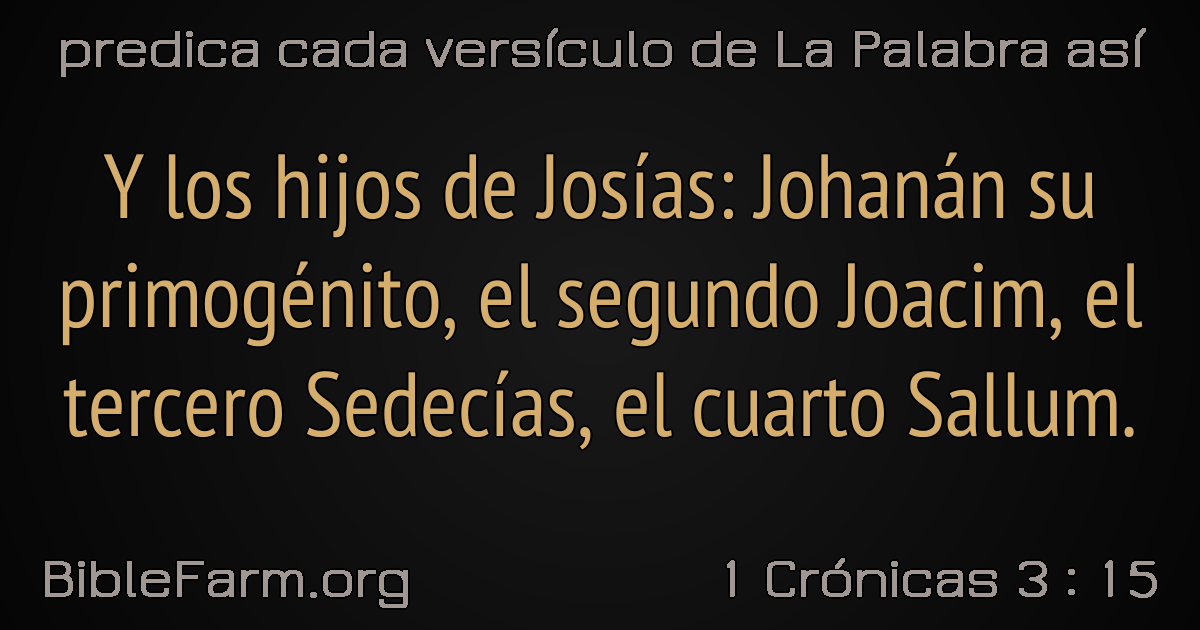 predica cada versículo de La Palabra así
Y los hijos de Josías: Johanán su
primogénito, el segundo Joacim, el
tercero Sedecías, el cuarto Sallum.
BibleFarm.org
1 Crónicas 3 : 15